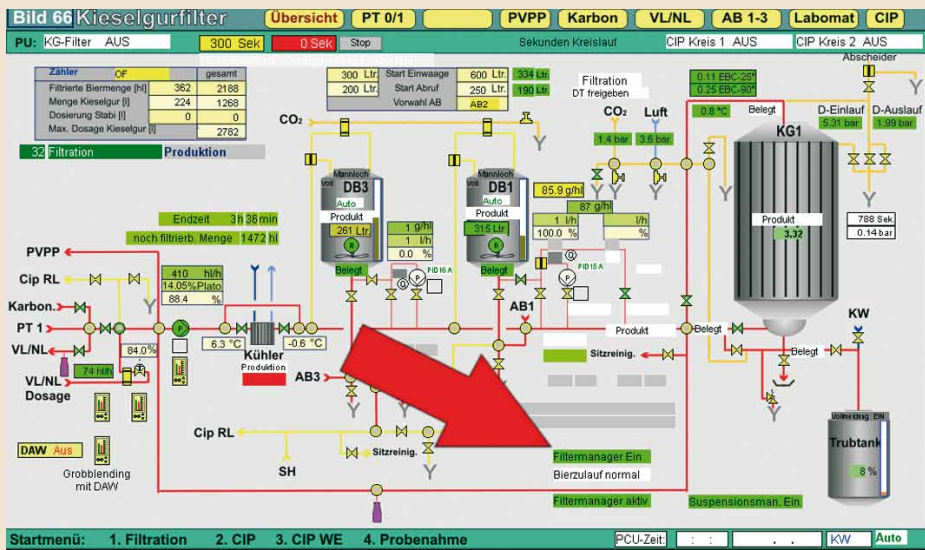 Bild 66 Kieselgurfilter Übersicht PT 0/1 PVPP Karbon VL/NL AB 1-3 Labomat CIP
PU: KG-Filter AUS 300 Sek 0 Sek Stop Sekunden Kreislauf CIP Kreis 1 AUS CIP Kreis 2 AUS
Zähler OF gesamt
Filtrierte Biermenge [hl] 362 2188
Menge Kieselgur [l] 224 1268
Dosierung Stabi [l] 0 0
Max. Dosage Kieselgur [l] 2782
32 Filtration Produktion
300 Ltr. Start Einwaage 600 Ltr. 334 Ltr.
200 Ltr. Start Abruf 250 Ltr. 190 Ltr.
Vorwahl AB AB2
Filtration
DT freigeben
CO₂
CO₂ Luft
1.4 bar 3.6 bar
0.11 EBC-25°
0.25 EBC-90°
0.8 °C Belegt
Abscheider
D-Einlauf D-Auslauf
5.31 bar 1.99 bar
KG1
Produkt
3.32
788 Sek.
0.14 bar
Mannloch
Voll DB3
Auto
Produkt
261 Ltr.
R
Belegt
1 g/hl
1 l/h
0.0 %
P
Q
PID16A
Mannloch
Voll DB1
Auto
Produkt
315 Ltr.
R
Belegt
85.9 g/hl
87 g/hl
1 l/h l/h
100.0 % %
Q
P
PID15A
Endzeit 3h 36min
noch filtrierb. Menge 1472 hl
PVPP
Cip RL
Karbon.
PT 1
VL/NL
VL/NL
Dosage
410 hl/h
14.05%Plato
88.4 %
P
84.0%
74 hl/h
6.3 °C -0.6 °C
Kühler
Produktion
AB3
AB1
Produkt
Sitzreinig.
Belegt
Belegt
KW
Vollmeldung EIN
Trubtank
8 %
Cip RL
SH
Sitzreinig.
DAW Aus
Grobblending
mit DAW
Filtermanager Ein
Bierzulauf normal
Filtermanager aktiv Suspensionsman. Ein
Startmenü: 1. Filtration 2. CIP 3. CIP WE 4. Probenahme PCU-Zeit: : : . . KW Auto